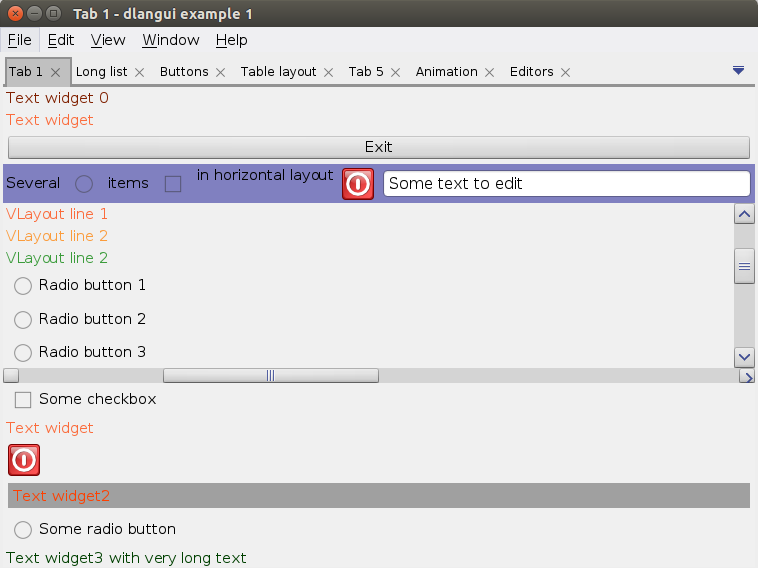 Tab 1 - dlangui example 1
File Edit View Window Help
Tab 1 Long list Buttons Table layout Tab 5 Animation Editors
Text widget 0
Text widget
Exit
Several items in horizontal layout Some text to edit
VLayout line 1
VLayout line 2
VLayout line 2
Radio button 1
Radio button 2
Radio button 3
Some checkbox
Text widget
Text widget2
Some radio button
Text widget3 with very long text